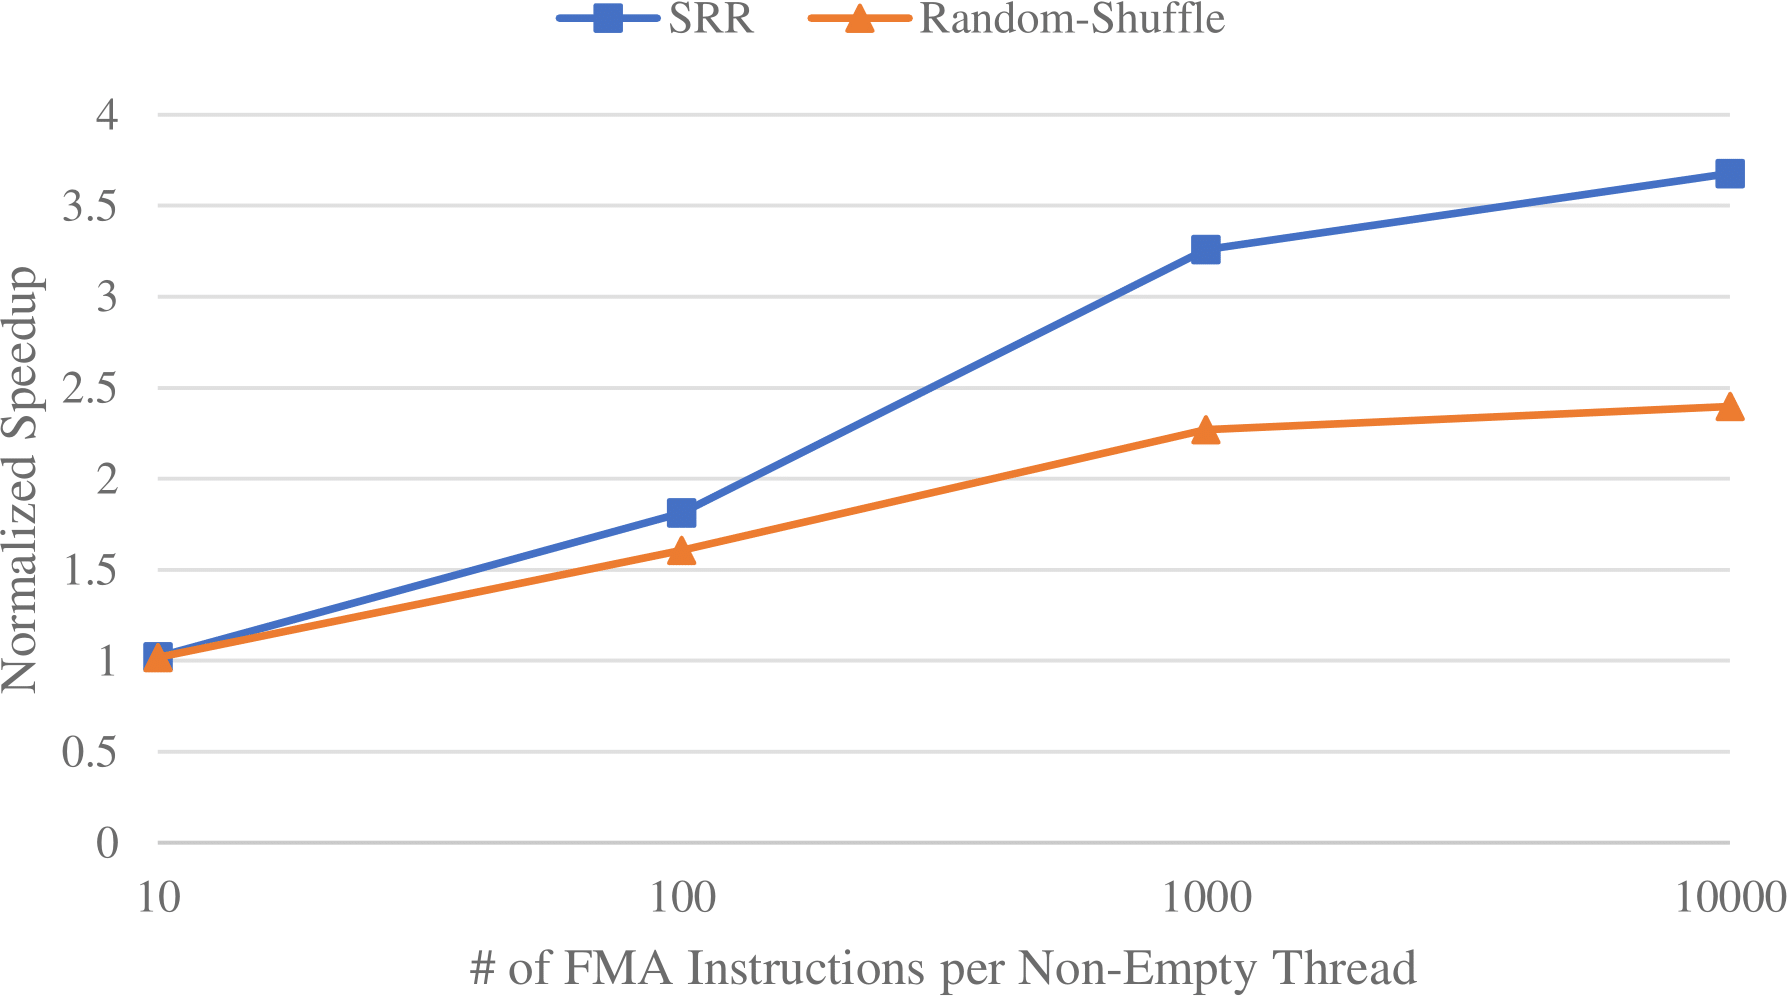 SRR Random-Shuffle
4
3.5
3
2.5
2
1.5
1
0.5
0
Normalized Speedup
10 100 1000 10000
# of FMA Instructions per Non-Empty Thread